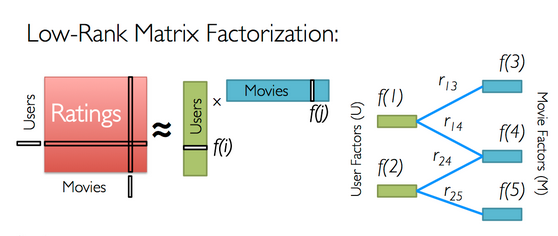 Low-Rank Matrix Factorization:
Users
Ratings
Movies
≈
Users
f(i)
x
Movies
f(j)
User Factors (U)
f(1)
f(2)
r13
r14
r24
r25
f(3)
f(4)
f(5)
Movie Factors (M)